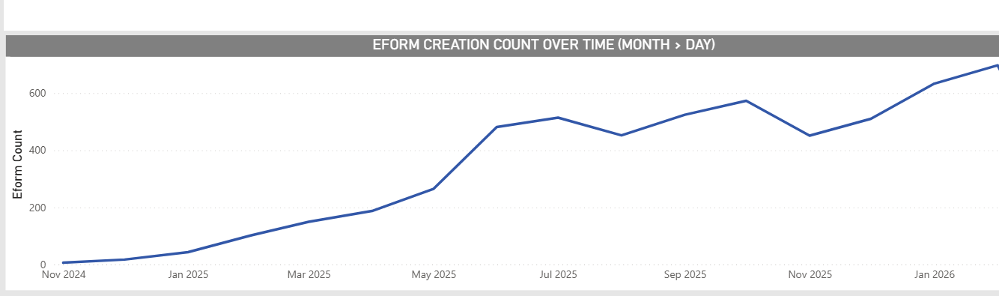 EFORM CREATION COUNT OVER TIME (MONTH > DAY)
Eform Count
600
400
200
0
Nov 2024 Jan 2025 Mar 2025 May 2025 Jul 2025 Sep 2025 Nov 2025 Jan 2026